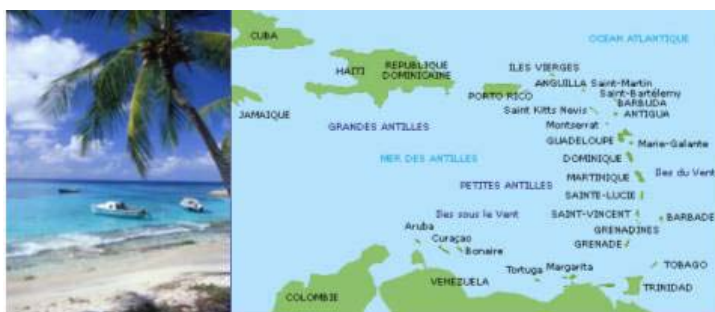 CUBA
OCEAN ATLANTIQUE
HAITI
REPUBLIQUE
DOMINICAINE
ILES VIERGES
ANGUILLA Saint-Martin
Saint-Bartélemy
PORTO RICO
BARBUDA
Saint Kitts Nevis
ANTIGUA
JAMAIQUE
GRANDES ANTILLES
Montserrat
GUADELOUPE
Marie-Galante
MER DES ANTILLES
DOMINIQUE
MARTINIQUE
Iles du Vent
PETITES ANTILLES
SAINTE-LUCIE
Iles sous le Vent
SAINT-VINCENT
BARBADE
Aruba
GRENADINES
Curaçao
GRENADE
Bonaire
TOBAGO
Tortuga
Margarita
VENEZUELA
TRINIDAD
COLOMBIE